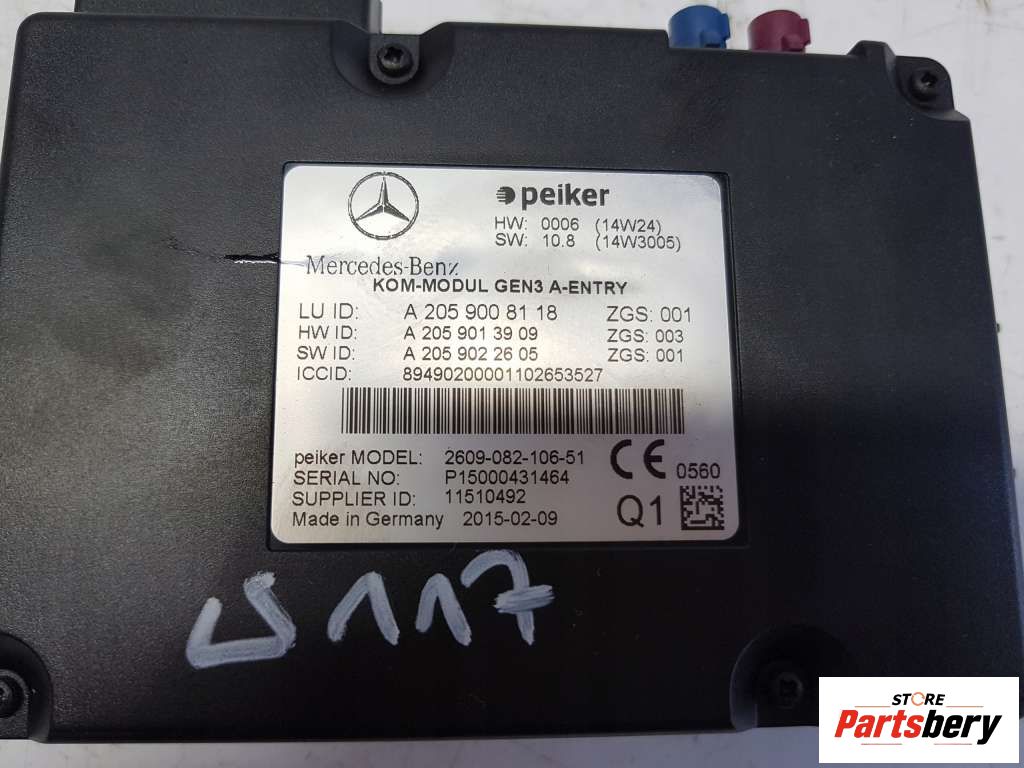 peiker
HW: 0006 (14W24)
SW: 10.8 (14W3005)
Mercedes-Benz
KOM-MODUL GEN3 A-ENTRY
LU ID: A 205 900 81 18 ZGS: 001
HW ID: A 205 901 39 09 ZGS: 003
SW ID: A 205 902 26 05 ZGS: 001
ICCID: 89490200001102653527
peiker MODEL: 2609-082-106-51
SERIAL NO: P15000431464
SUPPLIER ID: 11510492
Made in Germany 2015-02-09
CE 0560
Q1
117
STORE
Partsbery